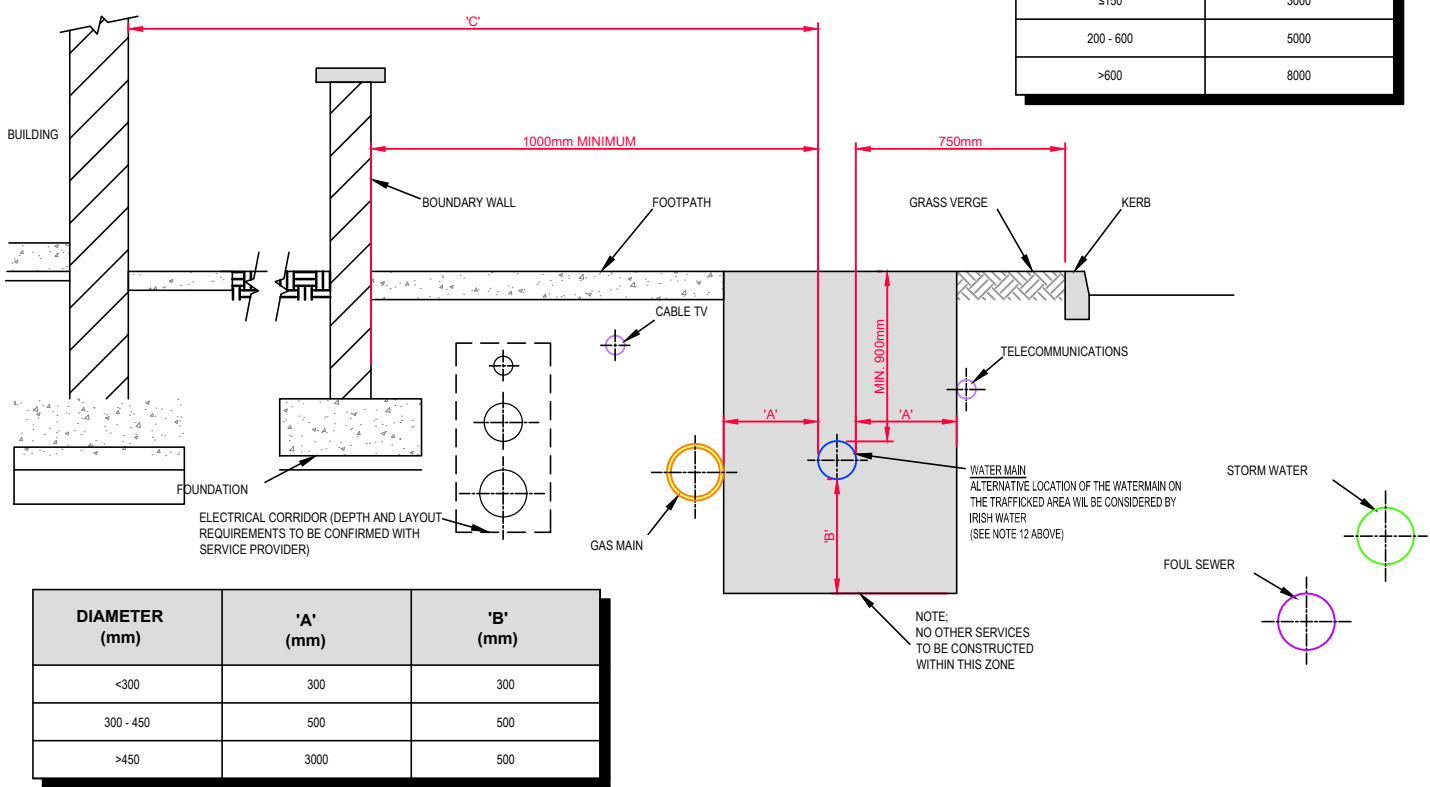 'C'
≤150 3000
200 - 600 5000
>600 8000
BUILDING
1000mm MINIMUM
750mm
BOUNDARY WALL
FOOTPATH
GRASS VERGE
KERB
CABLE TV
MIN. 900mm
TELECOMMUNICATIONS
'A'
'A'
'B'
WATER MAIN
ALTERNATIVE LOCATION OF THE WATERMAIN ON
THE TRAFFICKED AREA WIL BE CONSIDERED BY
IRISH WATER
(SEE NOTE 12 ABOVE)
STORM WATER
FOUNDATION
ELECTRICAL CORRIDOR (DEPTH AND LAYOUT
REQUIREMENTS TO BE CONFIRMED WITH
SERVICE PROVIDER)
GAS MAIN
FOUL SEWER
NOTE;
NO OTHER SERVICES
TO BE CONSTRUCTED
WITHIN THIS ZONE
DIAMETER 'A' 'B'
(mm) (mm) (mm)
<300 300 300
300 - 450 500 500
>450 3000 500